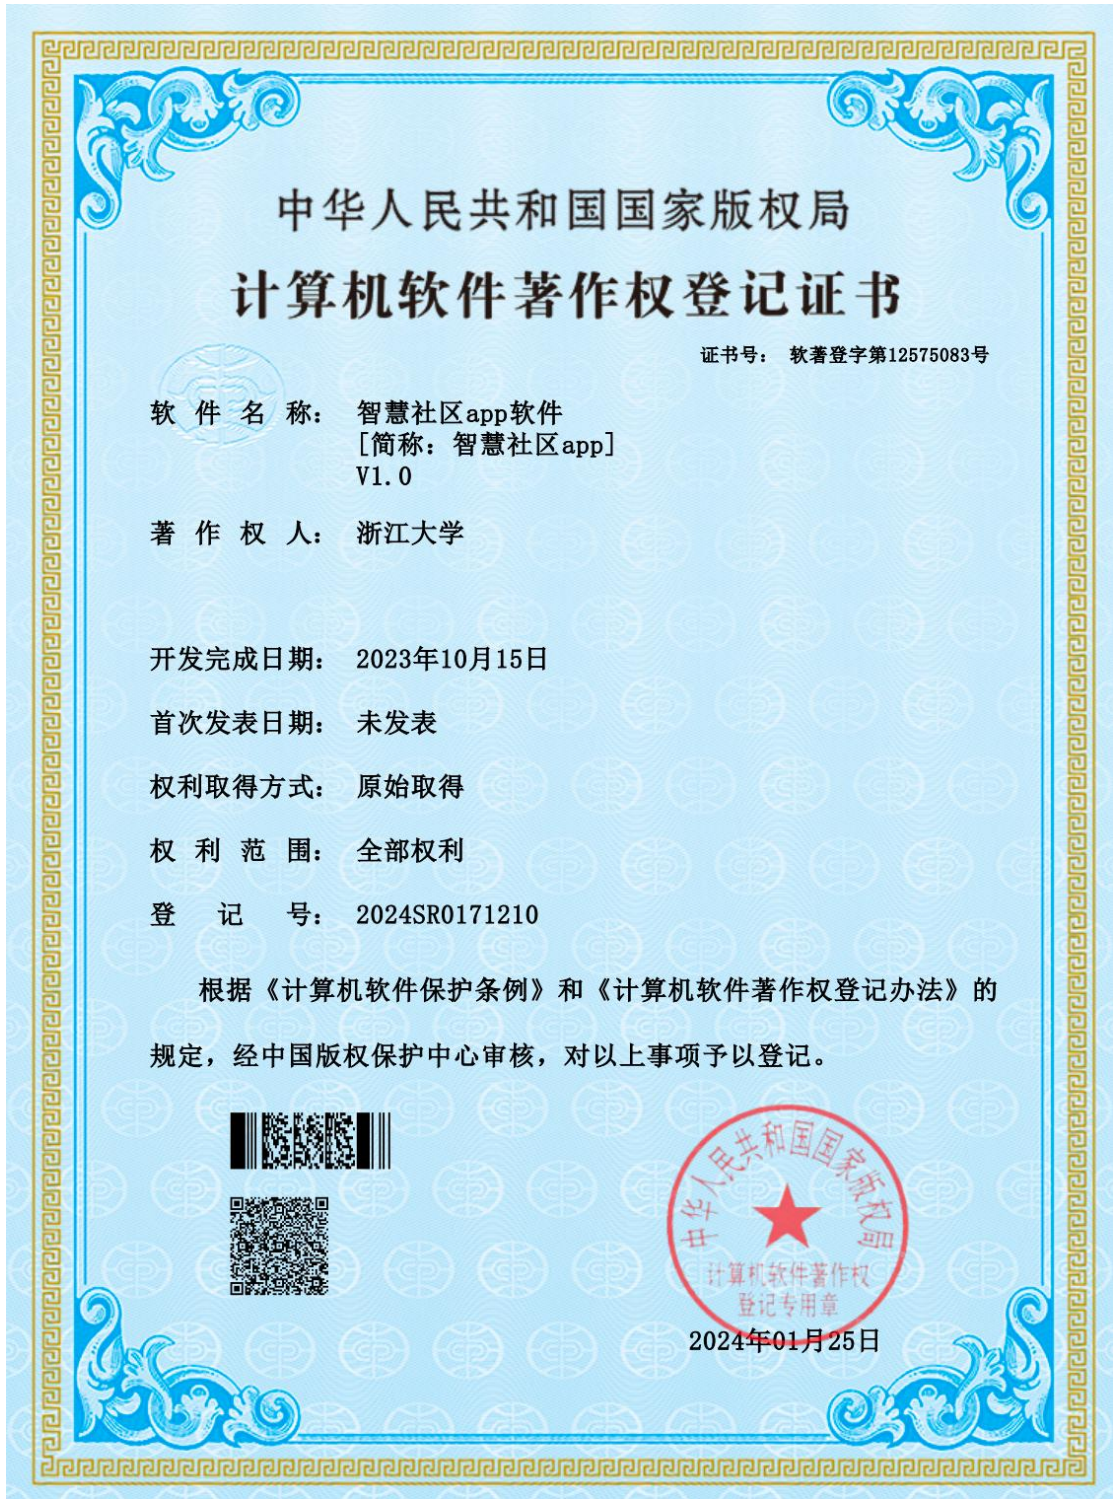 中华人民共和国国家版权局
计算机软件著作权登记证书
证书号： 软著登字第12575083号
软件名称： 智慧社区app软件
[简称：智慧社区app]
V1.0
著作权人： 浙江大学
开发完成日期： 2023年10月15日
首次发表日期： 未发表
权利取得方式： 原始取得
权利范围： 全部权利
登记号： 2024SR0171210
根据《计算机软件保护条例》和《计算机软件著作权登记办法》的
规定，经中国版权保护中心审核，对以上事项予以登记。
中华人民共和国国家版权局
计算机软件著作权
登记专用章
2024年01月25日